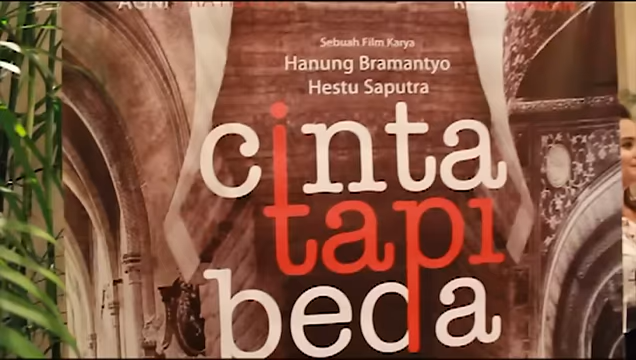 Sebuah Film Karya
Hanung Bramantyo
Hestu Saputra
cinta
tapi
beda